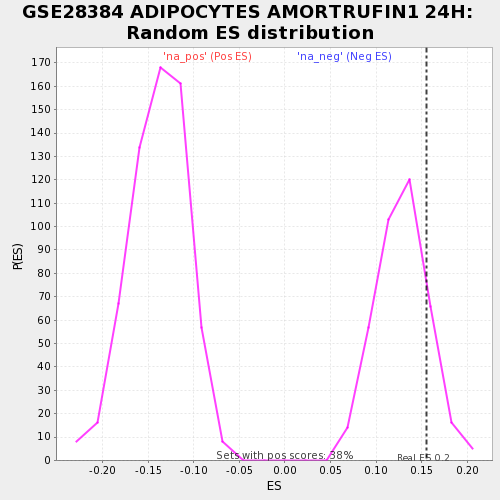 GSE28384 ADIPOCYTES AMORTRUFIN1 24H:
Random ES distribution
'na_pos' (Pos ES) 'na_neg' (Neg ES)
170
160
150
140
130
120
110
100
90
80
70
60
50
40
30
20
10
0
P(ES)
Sets with pos scores: 38%
Real ES 0.2
-0.20 -0.15 -0.10 -0.05 0.00 0.05 0.10 0.15 0.20
ES